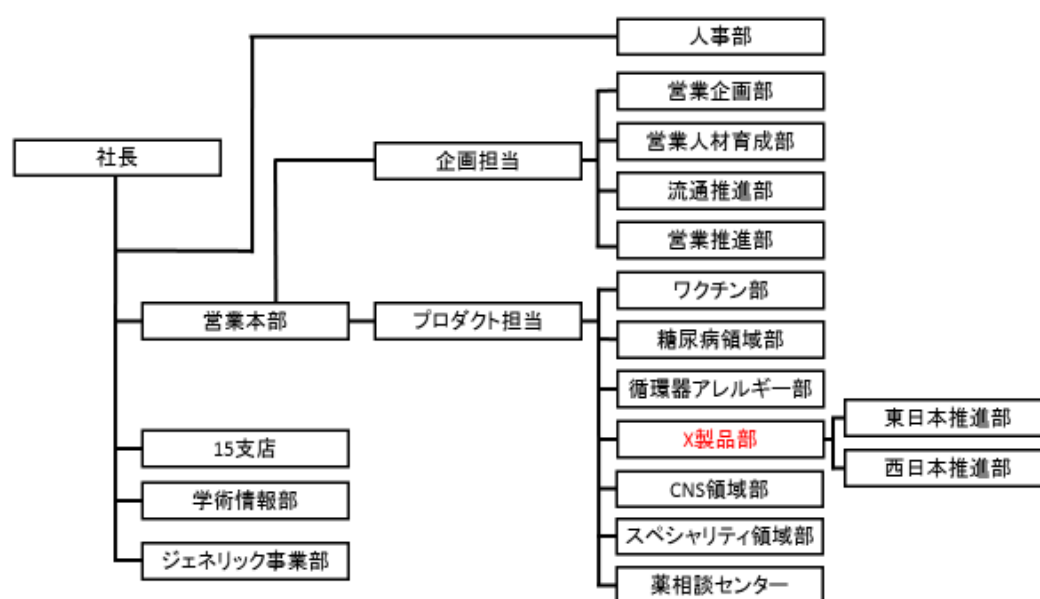 人事部
営業企画部
営業人材育成部
社長
企画担当
流通推進部
営業推進部
ワクチン部
営業本部
プロダクト担当
糖尿病領域部
循環器アレルギー部
東日本推進部
15支店
X製品部
西日本推進部
学術情報部
CNS領域部
スペシャリティ領域部
ジェネリック事業部
薬相談センター